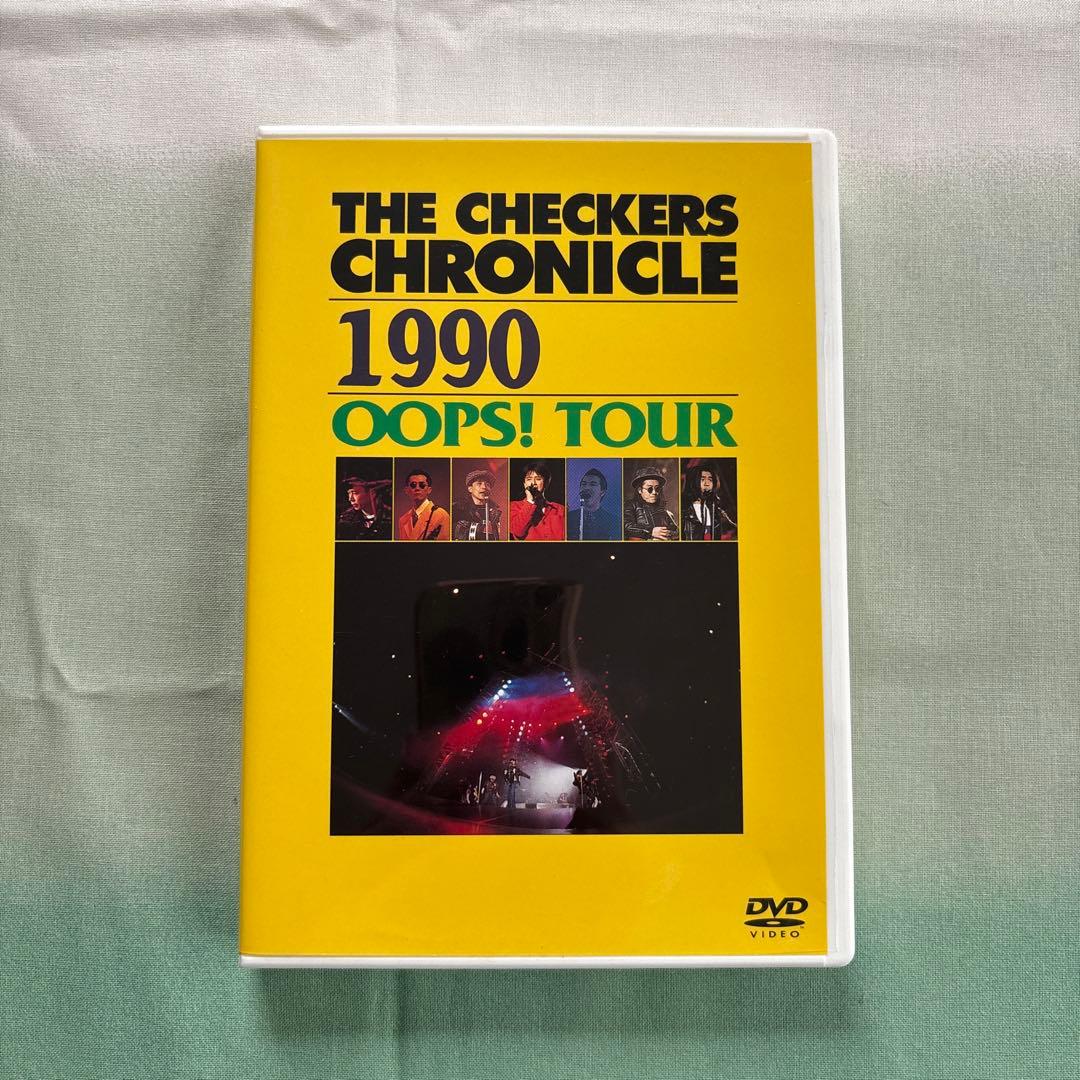 THE CHECKERS
CHRONICLE
1990
OOPS! TOUR
DVD
VIDEO